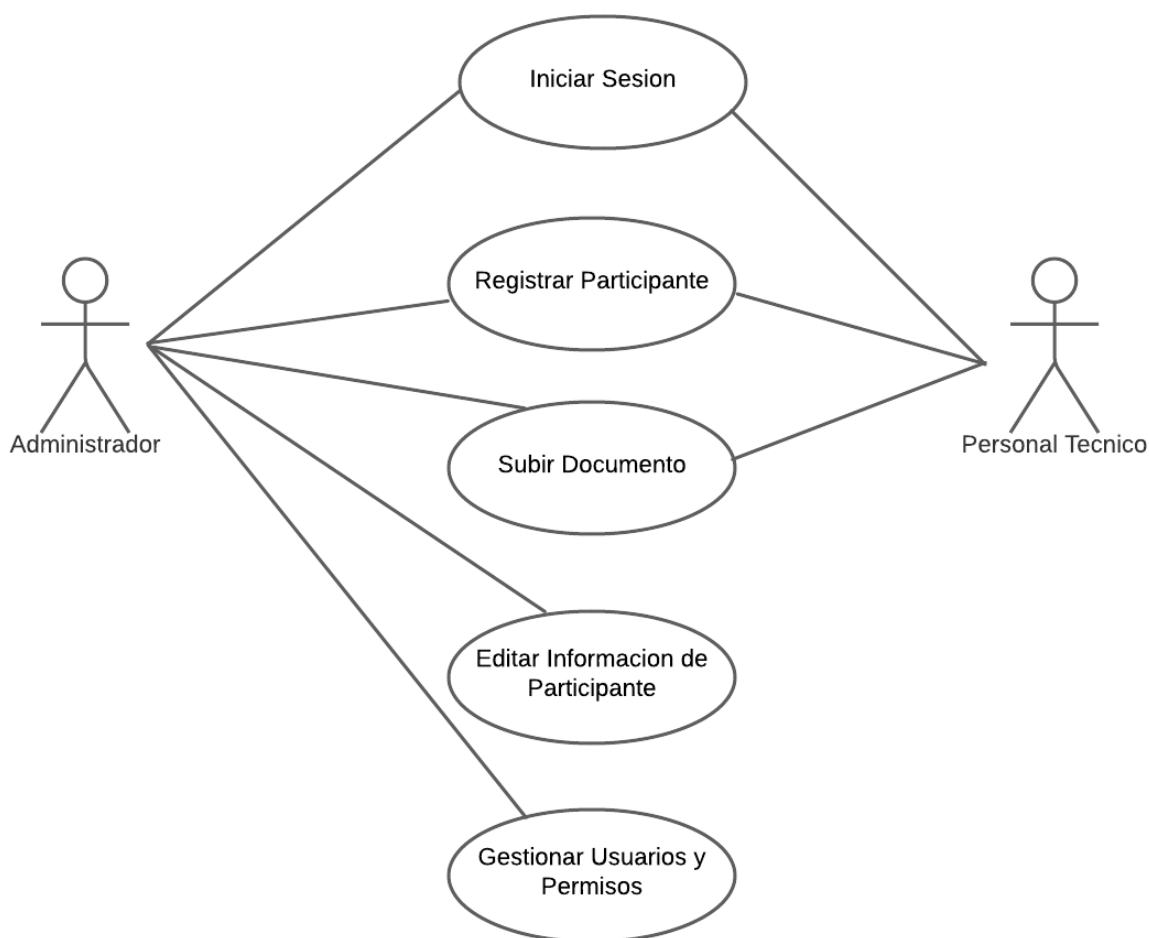 Iniciar Sesion
Registrar Participante
Administrador
Personal Tecnico
Subir Documento
Editar Informacion de
Participante
Gestionar Usuarios y
Permisos